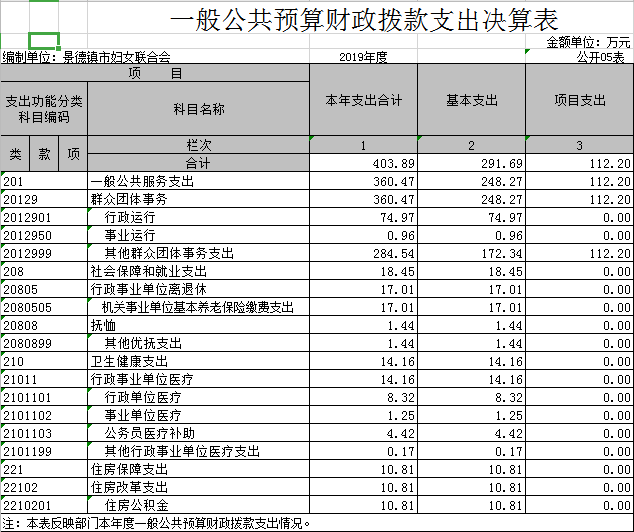 一般公共预算财政拨款支出决算表
金额单位：万元
编制单位：景德镇市妇女联合会 2019年度 公开05表
项 目 本年支出合计 基本支出 项目支出
支出功能分类科目编码 科目名称
类 款 项 栏次 1 2 3
合计 403.89 291.69 112.20
201 一般公共服务支出 360.47 248.27 112.20
20129 群众团体事务 360.47 248.27 112.20
2012901 行政运行 74.97 74.97 0.00
2012950 事业运行 0.96 0.96 0.00
2012999 其他群众团体事务支出 284.54 172.34 112.20
208 社会保障和就业支出 18.45 18.45 0.00
20805 行政事业单位离退休 17.01 17.01 0.00
2080505 机关事业单位基本养老保险缴费支出 17.01 17.01 0.00
20808 抚恤 1.44 1.44 0.00
2080899 其他优抚支出 1.44 1.44 0.00
210 卫生健康支出 14.16 14.16 0.00
21011 行政事业单位医疗 14.16 14.16 0.00
2101101 行政单位医疗 8.32 8.32 0.00
2101102 事业单位医疗 1.25 1.25 0.00
2101103 公务员医疗补助 4.42 4.42 0.00
2101199 其他行政事业单位医疗支出 0.17 0.17 0.00
221 住房保障支出 10.81 10.81 0.00
22102 住房改革支出 10.81 10.81 0.00
2210201 住房公积金 10.81 10.81 0.00
注：本表反映部门本年度一般公共预算财政拨款支出情况。